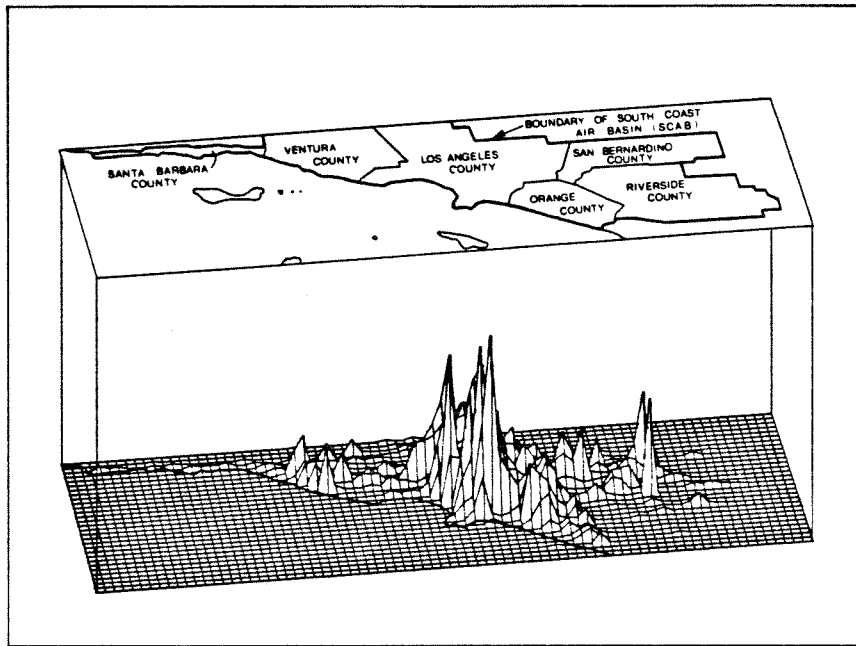 BOUNDARY OF SOUTH COAST
AIR BASIN (SCAB)
VENTURA
COUNTY
LOS ANGELES
COUNTY
SAN BERNARDINO
COUNTY
SANTA BARBARA
COUNTY
ORANGE
COUNTY
RIVERSIDE
COUNTY